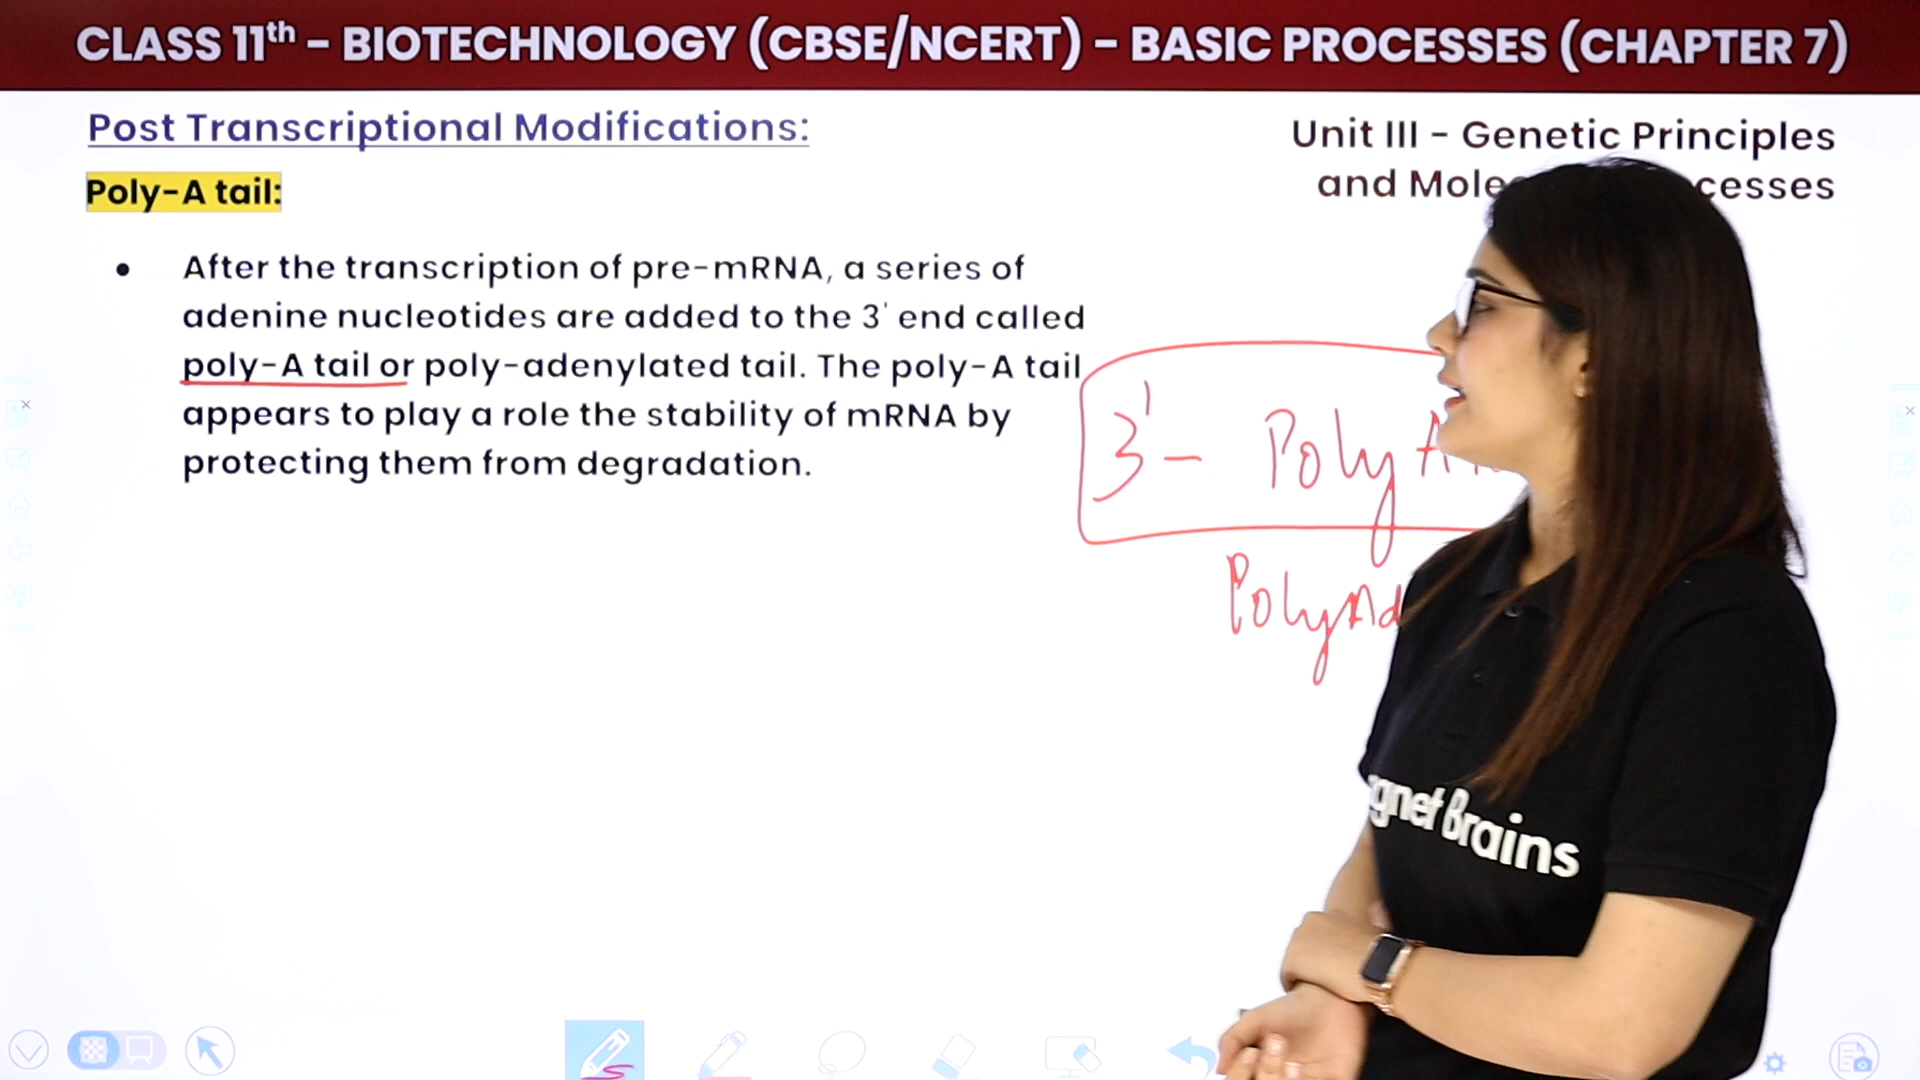 CLASS 11th - BIOTECHNOLOGY (CBSE/NCERT) - BASIC PROCESSES (CHAPTER 7)
Post Transcriptional Modifications:
Unit III - Genetic Principles
and
Poly-A tail:
• After the transcription of pre-mRNA, a series of
adenine nucleotides are added to the 3' end called
poly-A tail or poly-adenylated tail. The poly-A tail
appears to play a role the stability of mRNA by
protecting them from degradation.
3' - Poly A
Brains